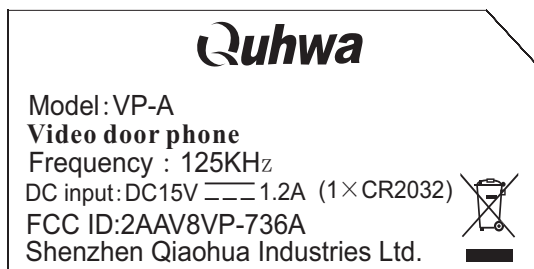 Quhwa
Model:VP-A
Video door phone
Frequency : 125KHz
DC input:DC15V ⎓ 1.2A (1×CR2032)
FCC ID:2AAV8VP-736A
Shenzhen Qiaohua Industries Ltd.